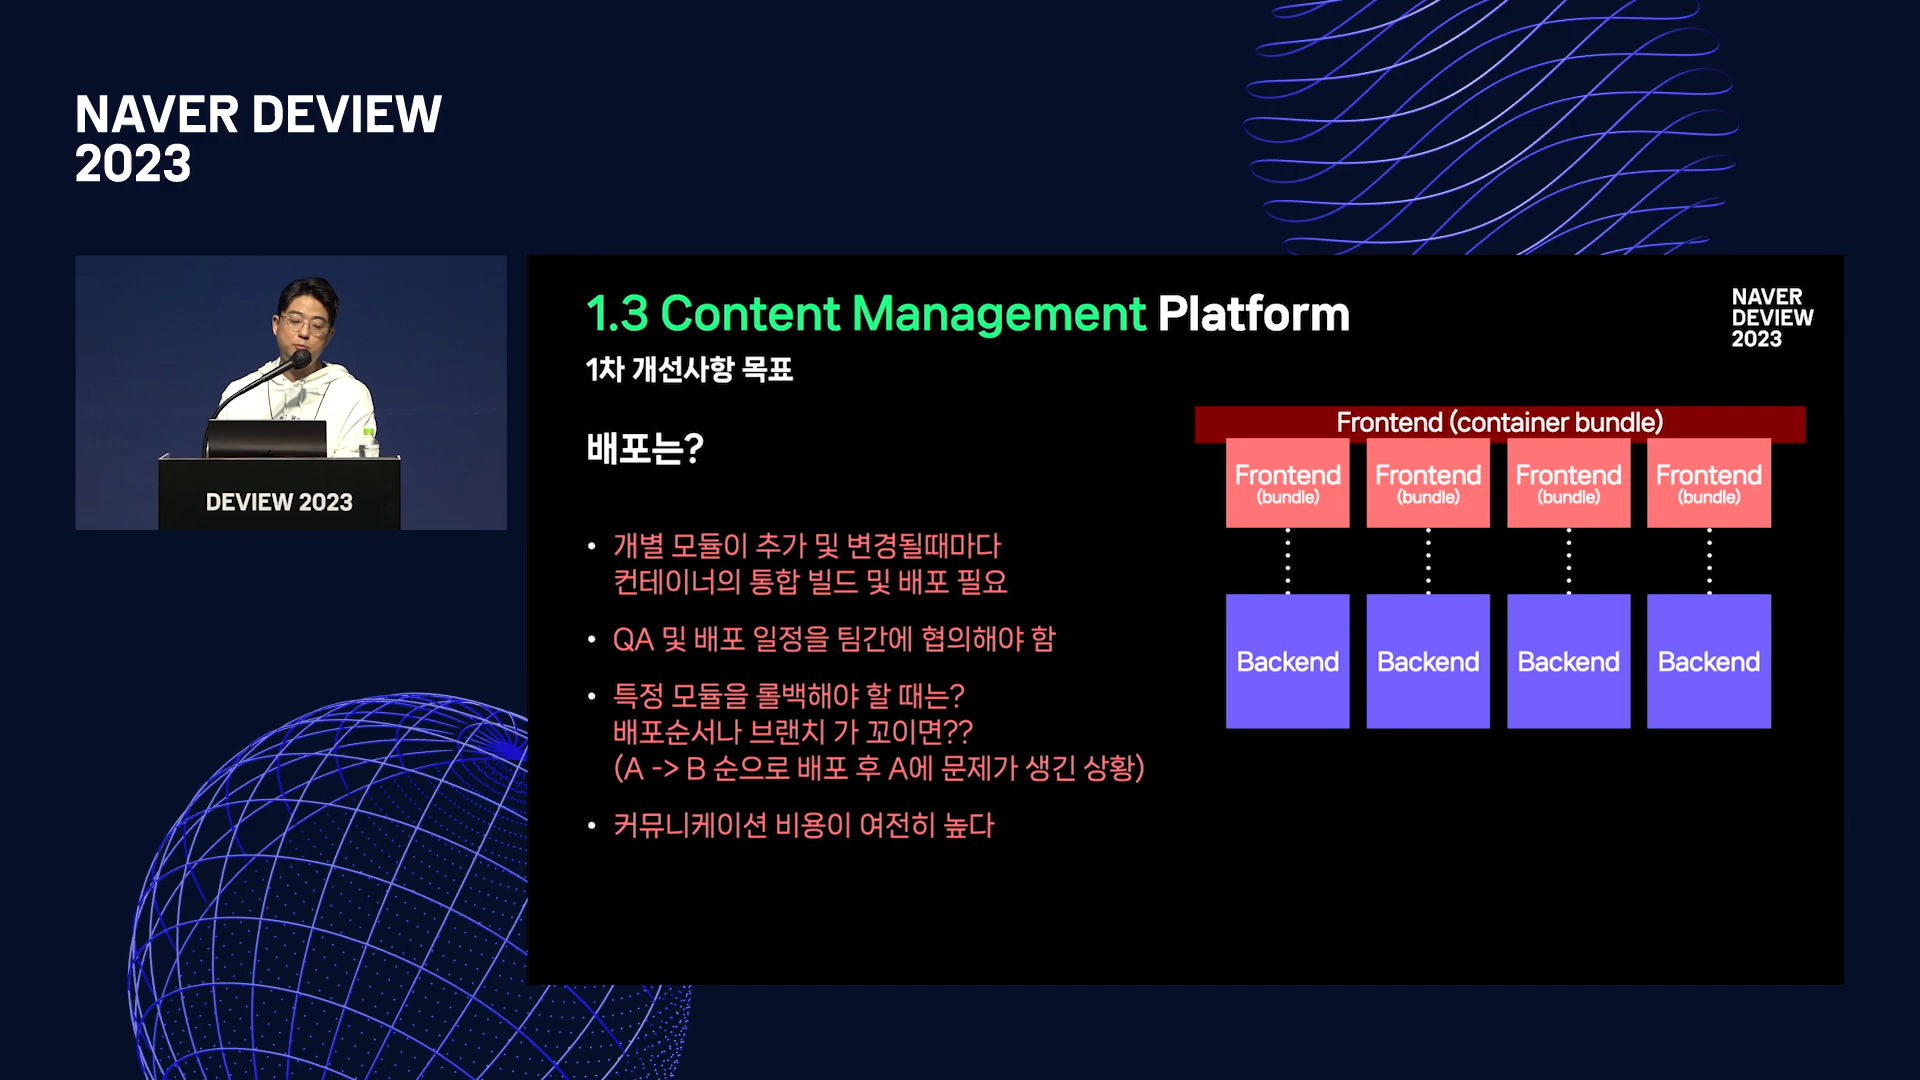 NAVER DEVIEW
2023
DEVIEW 2023
1.3 Content Management Platform
NAVER
DEVIEW
2023
1차 개선사항 목표
배포는?
• 개별 모듈이 추가 및 변경될때마다
컨테이너의 통합 빌드 및 배포 필요
• QA 및 배포 일정을 팀간에 협의해야 함
• 특정 모듈을 롤백해야 할 때는?
배포순서나 브랜치 가 꼬이면??
(A -> B 순으로 배포 후 A에 문제가 생긴 상황)
• 커뮤니케이션 비용이 여전히 높다
Frontend (container bundle)
Frontend
(bundle)
Frontend
(bundle)
Frontend
(bundle)
Frontend
(bundle)
Backend
Backend
Backend
Backend